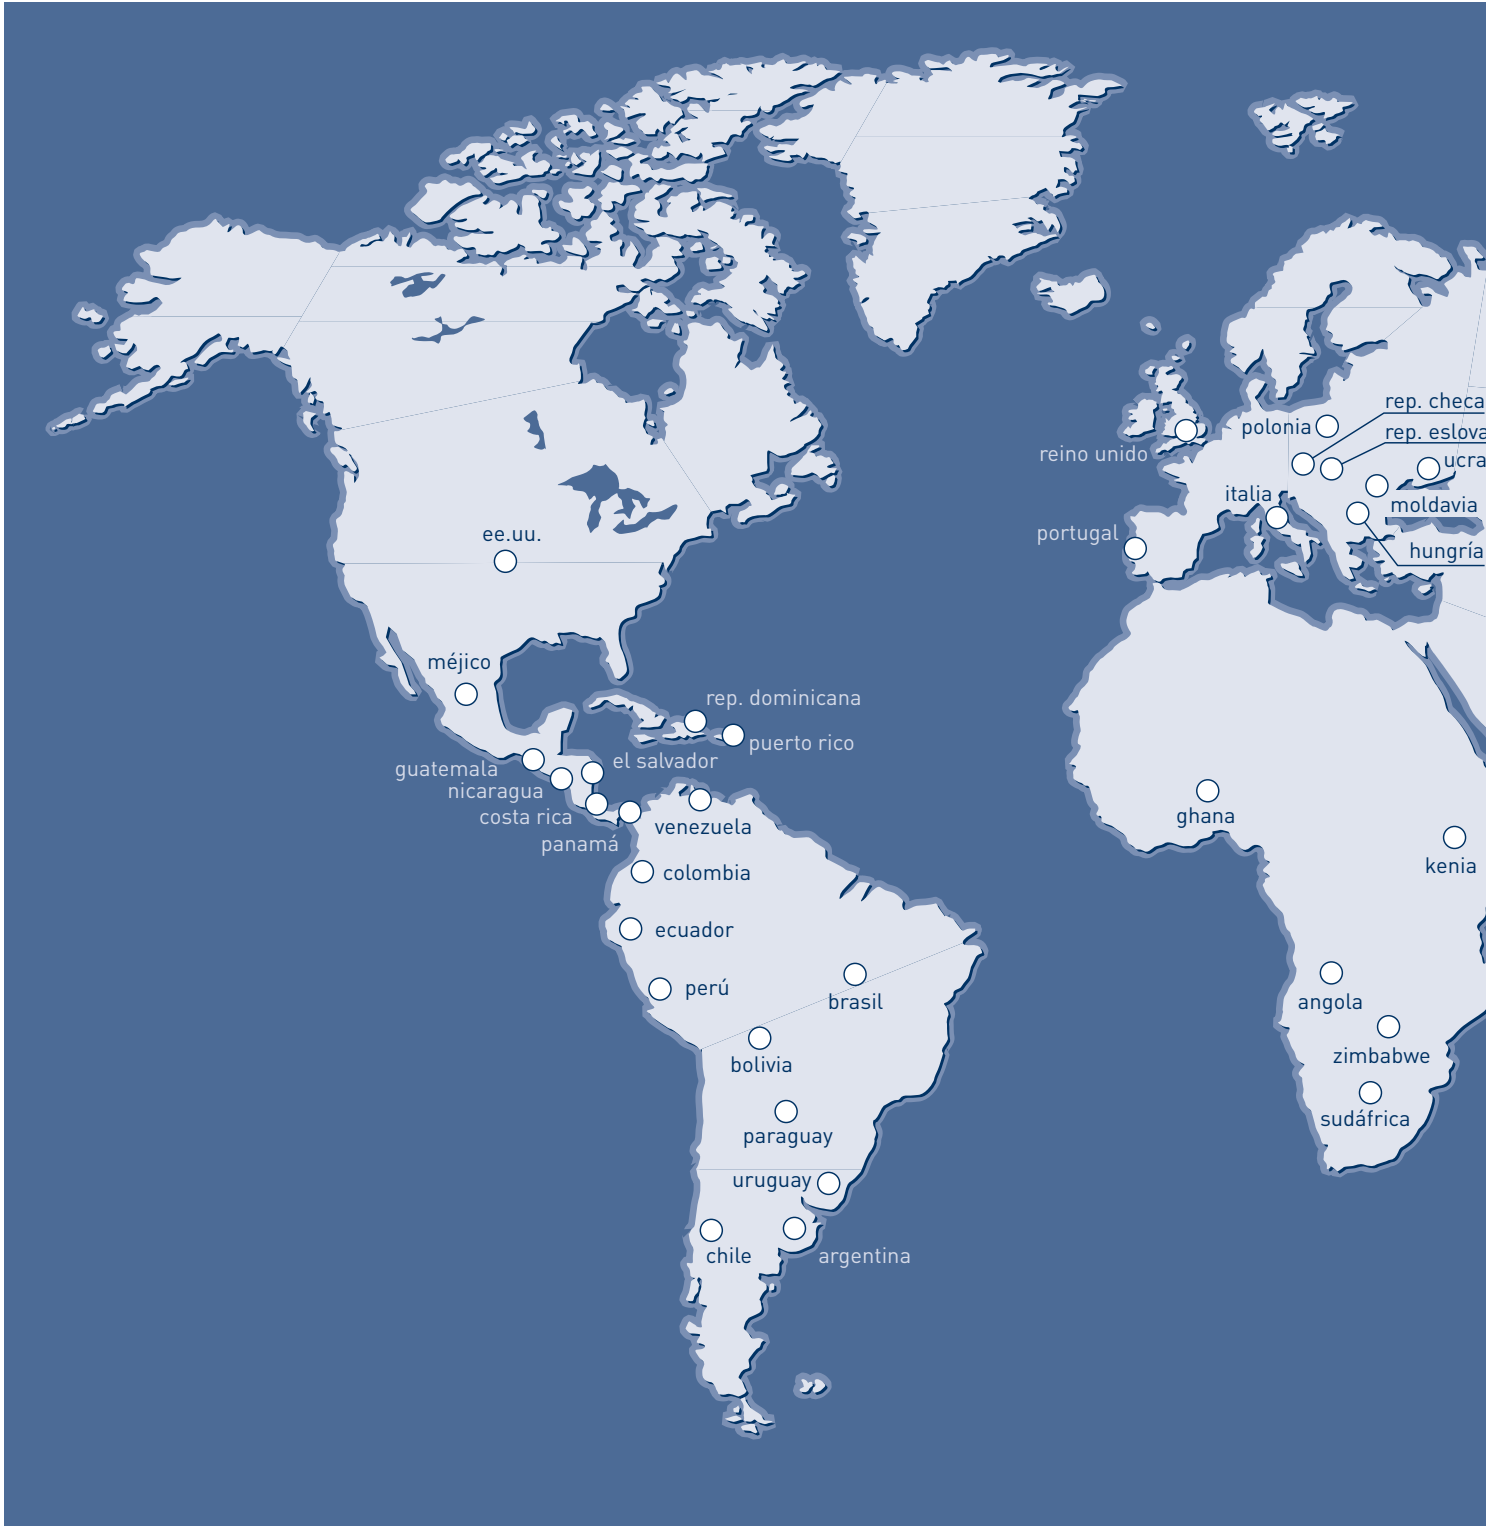 rep. checa
polonia
rep. eslova
reino unido
ucra
italia
moldavia
portugal
ee.uu.
hungría
méjico
rep. dominicana
puerto rico
el salvador
guatemala
nicaragua
costa rica
panamá
venezuela
ghana
colombia
kenia
ecuador
perú
brasil
angola
bolivia
zimbabwe
paraguay
sudáfrica
uruguay
chile
argentina